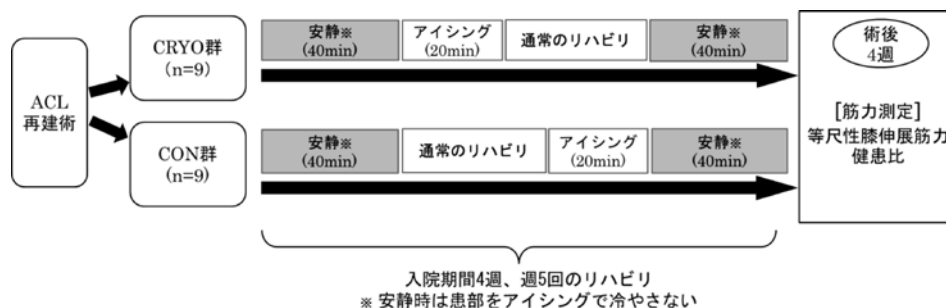 ACL
再建術
CRYO群
(n=9)
安静※
(40min)
アイシング
(20min)
通常のリハビリ
安静※
(40min)
CON群
(n=9)
安静※
(40min)
通常のリハビリ
アイシング
(20min)
安静※
(40min)
術後
4週
[筋力測定]
等尺性膝伸展筋力
健患比
入院期間4週、週5回のリハビリ
※ 安静時は患部をアイシングで冷やさない